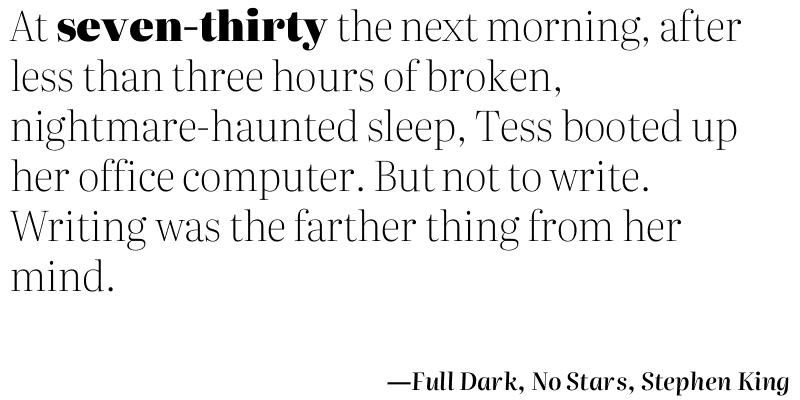 At seven-thirty the next morning, after
less than three hours of broken,
nightmare-haunted sleep, Tess booted up
her office computer. But not to write.
Writing was the farther thing from her
mind.
—Full Dark, No Stars, Stephen King